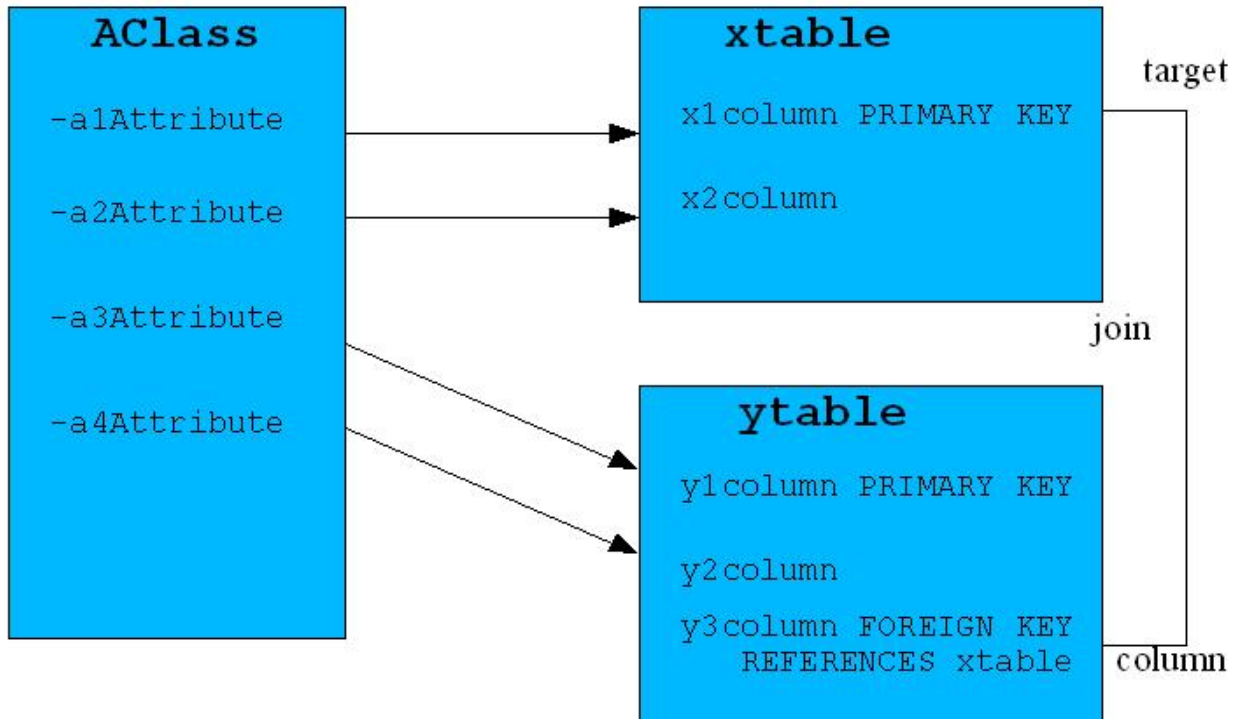 AClass
-a1Attribute
-a2Attribute
-a3Attribute
-a4Attribute
xtable
x1column PRIMARY KEY
x2column
target
join
ytable
y1column PRIMARY KEY
y2column
y3column FOREIGN KEY
REFERENCES xtable
column